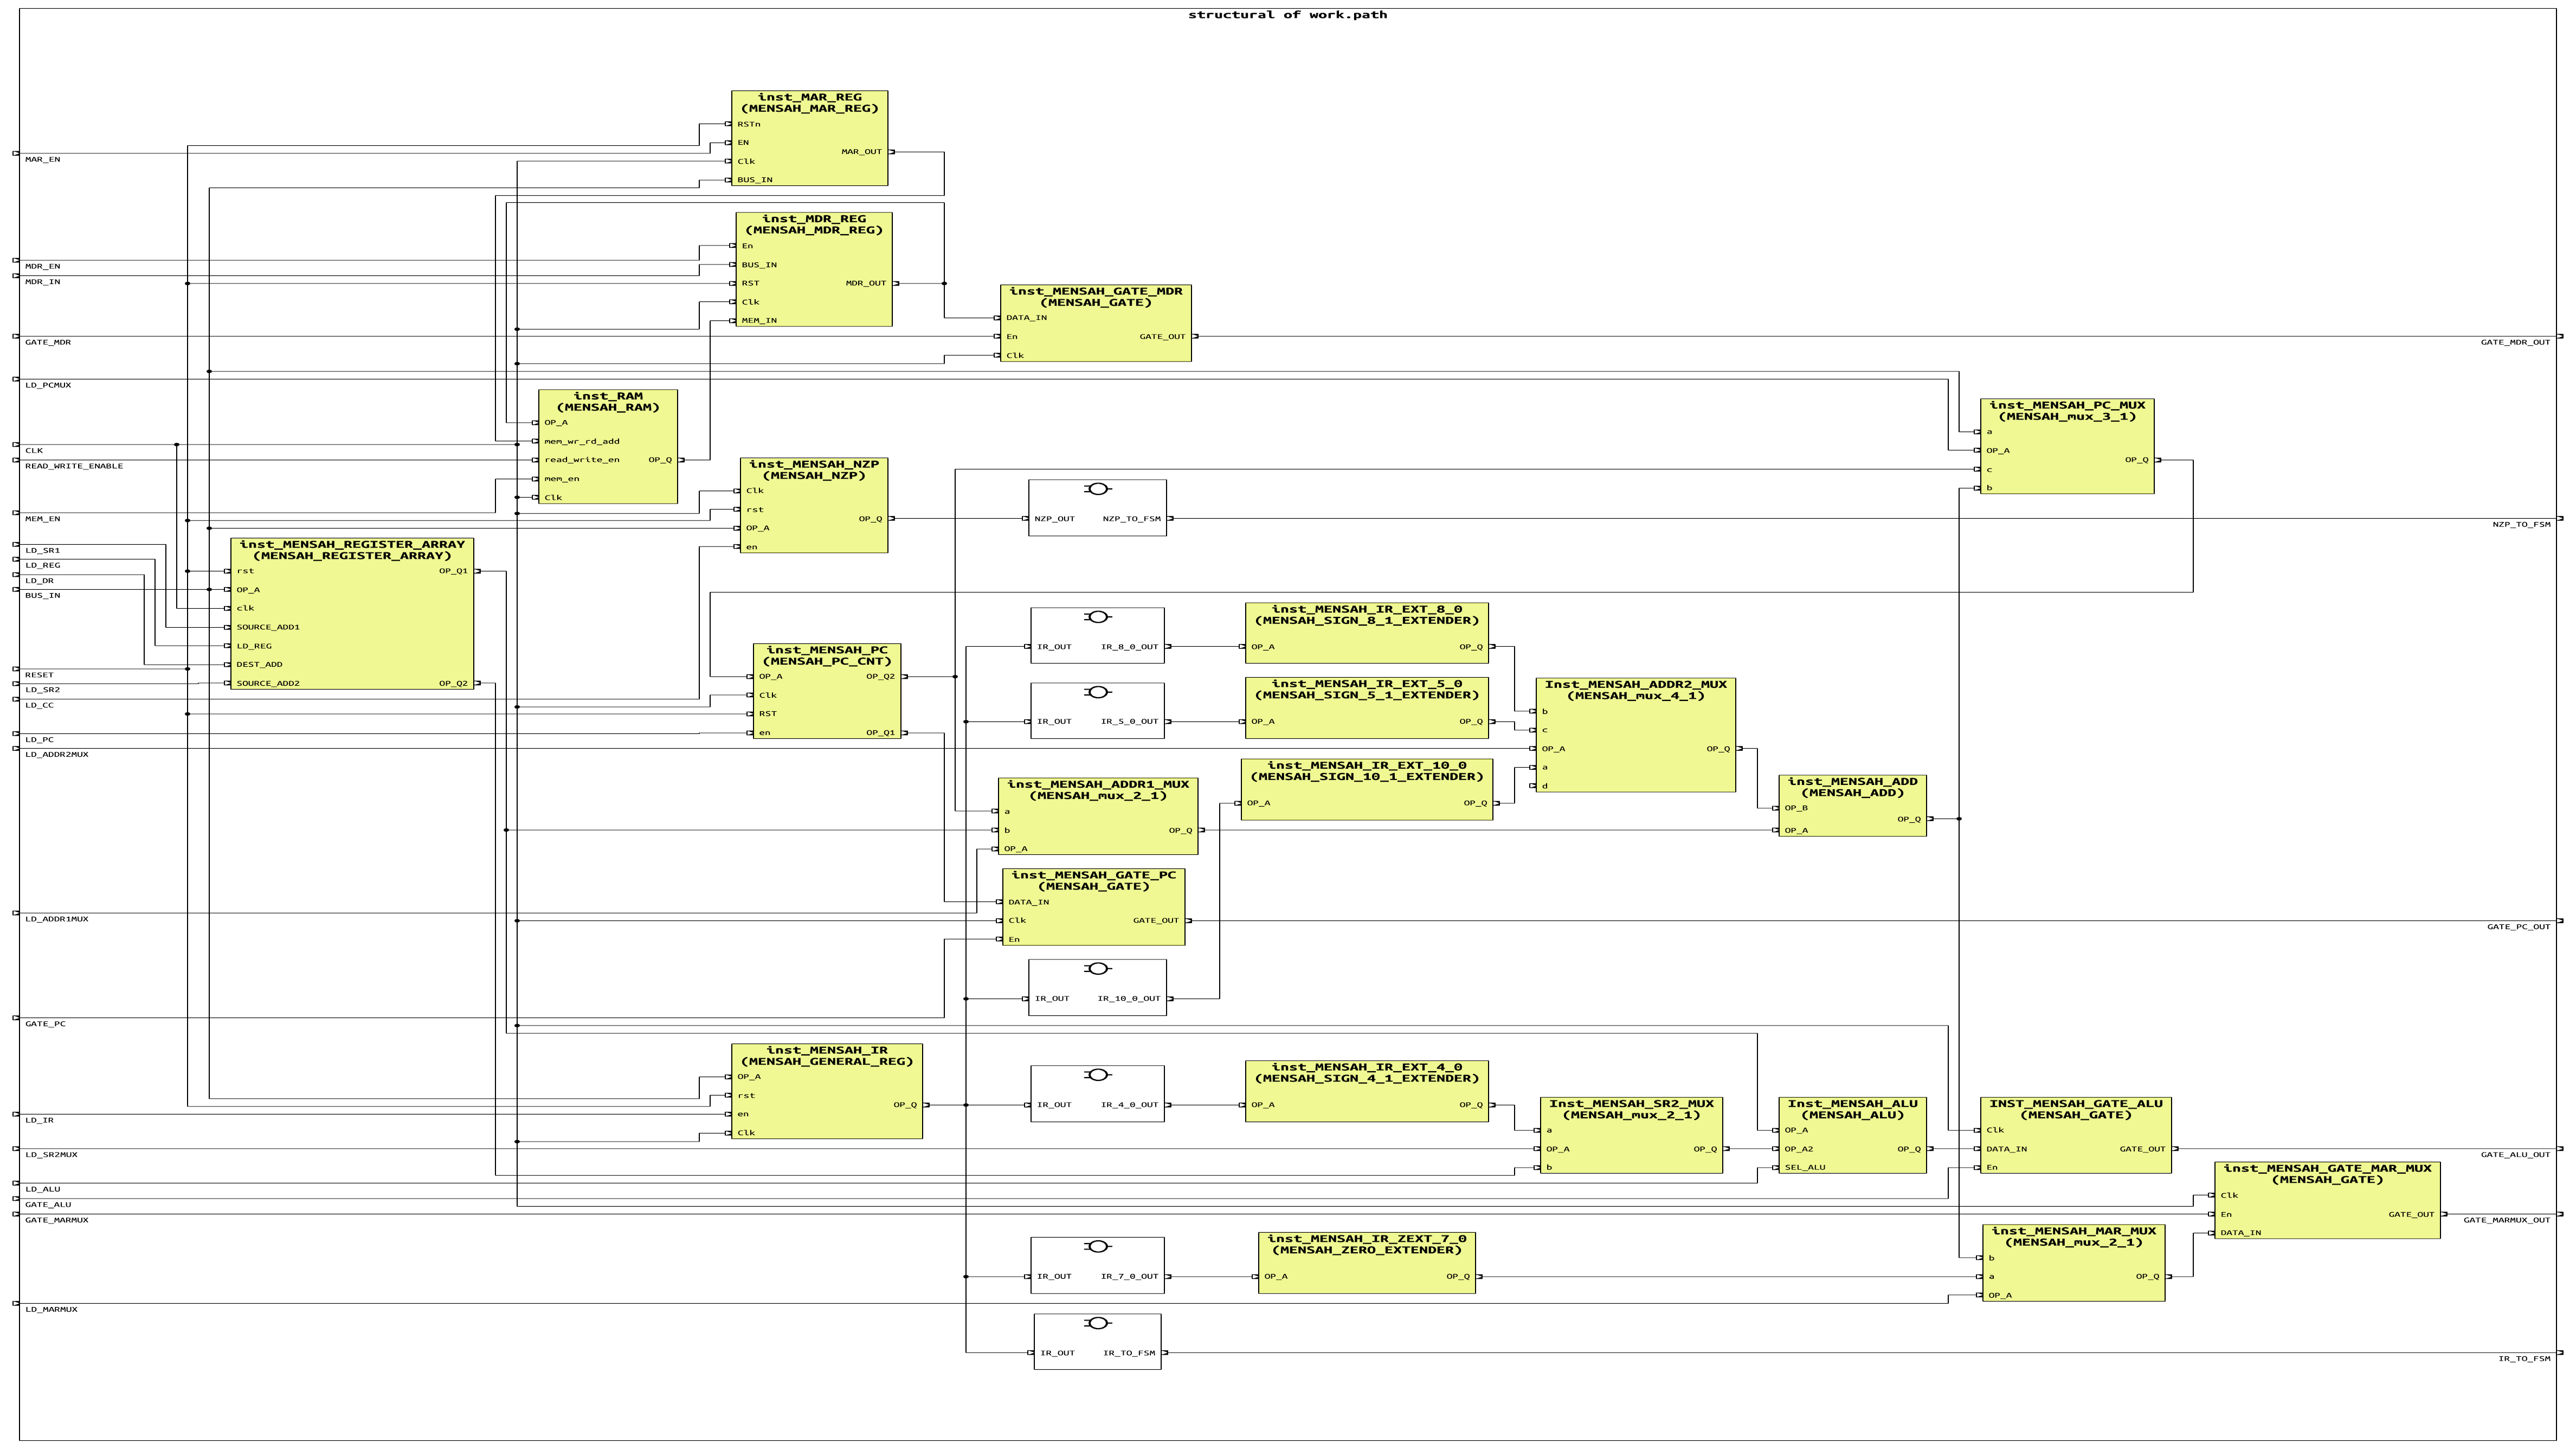 structural of work.path
inst_MAR_REG
(MENSAH_MAR_REG)
RSTn
EN
Clk
BUS_IN
MAR_OUT
MAR_EN
inst_MDR_REG
(MENSAH_MDR_REG)
En
BUS_IN
RST
Clk
MEM_IN
MDR_OUT
MDR_EN
MDR_IN
inst_MENSAH_GATE_MDR
(MENSAH_GATE)
DATA_IN
En
Clk
GATE_OUT
GATE_MDR
GATE_MDR_OUT
LD_PCMUX
inst_RAM
(MENSAH_RAM)
OP_A
mem_wr_rd_add
read_write_en
mem_en
Clk
OP_Q
inst_MENSAH_PC_MUX
(MENSAH_mux_3_1)
a
OP_A
c
b
OP_Q
CLK
READ_WRITE_ENABLE
MEM_EN
inst_MENSAH_NZP
(MENSAH_NZP)
Clk
rst
OP_A
en
OP_Q
NZP_OUT NZP_TO_FSM
NZP_TO_FSM
LD_SR1
LD_REG
LD_DR
BUS_IN
inst_MENSAH_REGISTER_ARRAY
(MENSAH_REGISTER_ARRAY)
rst
OP_A
clk
SOURCE_ADD1
LD_REG
DEST_ADD
SOURCE_ADD2
OP_Q1
OP_Q2
RESET
LD_SR2
LD_CC
LD_PC
LD_ADDR2MUX
inst_MENSAH_PC
(MENSAH_PC_CNT)
OP_A
Clk
RST
en
OP_Q2
OP_Q1
IR_OUT IR_8_0_OUT
inst_MENSAH_IR_EXT_8_0
(MENSAH_SIGN_8_1_EXTENDER)
OP_A OP_Q
IR_OUT IR_5_0_OUT
inst_MENSAH_IR_EXT_5_0
(MENSAH_SIGN_5_1_EXTENDER)
OP_A OP_Q
Inst_MENSAH_ADDR2_MUX
(MENSAH_mux_4_1)
b
c
OP_A
a
d
OP_Q
inst_MENSAH_IR_EXT_10_0
(MENSAH_SIGN_10_1_EXTENDER)
OP_A OP_Q
inst_MENSAH_ADDR1_MUX
(MENSAH_mux_2_1)
a
b
OP_A
OP_Q
inst_MENSAH_ADD
(MENSAH_ADD)
OP_B
OP_A
OP_Q
LD_ADDR1MUX
inst_MENSAH_GATE_PC
(MENSAH_GATE)
DATA_IN
Clk
En
GATE_OUT
GATE_PC_OUT
IR_OUT IR_10_0_OUT
GATE_PC
inst_MENSAH_IR
(MENSAH_GENERAL_REG)
OP_A
rst
en
Clk
OP_Q
LD_IR
IR_OUT IR_4_0_OUT
inst_MENSAH_IR_EXT_4_0
(MENSAH_SIGN_4_1_EXTENDER)
OP_A OP_Q
Inst_MENSAH_SR2_MUX
(MENSAH_mux_2_1)
a
OP_A
b
OP_Q
Inst_MENSAH_ALU
(MENSAH_ALU)
OP_A
OP_A2
SEL_ALU
OP_Q
INST_MENSAH_GATE_ALU
(MENSAH_GATE)
Clk
DATA_IN
En
GATE_OUT
LD_SR2MUX
GATE_ALU_OUT
LD_ALU
GATE_ALU
GATE_MARMUX
inst_MENSAH_GATE_MAR_MUX
(MENSAH_GATE)
Clk
En
DATA_IN
GATE_OUT
GATE_MARMUX_OUT
IR_OUT IR_7_0_OUT
inst_MENSAH_IR_ZEXT_7_0
(MENSAH_ZERO_EXTENDER)
OP_A OP_Q
inst_MENSAH_MAR_MUX
(MENSAH_mux_2_1)
b
a
OP_A
OP_Q
LD_MARMUX
IR_OUT IR_TO_FSM
IR_TO_FSM